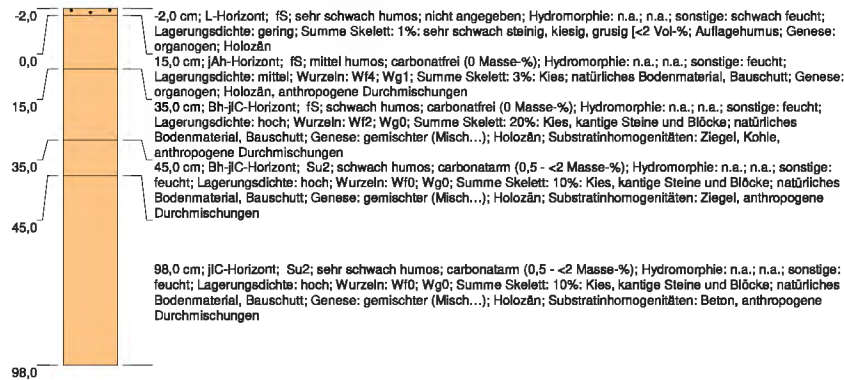 -2,0
-2,0 cm; L-Horizont; fS; sehr schwach humos; nicht angegeben; Hydromorphie: n.a.; n.a.; sonstige: schwach feucht;
Lagerungsdichte: gering; Summe Skelett: 1%: sehr schwach steinig, kiesig, grusig [<2 Vol-%; Auflagehumus; Genese:
organogen; Holozän
0,0
15,0 cm; jAh-Horizont; fS; mittel humos; carbonatfrei (0 Masse-%); Hydromorphie: n.a.; n.a.; sonstige: feucht;
Lagerungsdichte: mittel; Wurzeln: Wf4; Wg1; Summe Skelett: 3%: Kies; natürliches Bodenmaterial, Bauschutt; Genese:
organogen; Holozän, anthropogene Durchmischungen
15,0
35,0 cm; Bh-jIC-Horizont; fS; schwach humos; carbonatfrei (0 Masse-%); Hydromorphie: n.a.; n.a.; sonstige: feucht;
Lagerungsdichte: hoch; Wurzeln: Wf2; Wg0; Summe Skelett: 20%: Kies, kantige Steine und Blöcke; natürliches
Bodenmaterial, Bauschutt; Genese: gemischter (Misch...); Holozän; Substratinhomogenitäten: Ziegel, Kohle,
anthropogene Durchmischungen
35,0
45,0 cm; Bh-jIC-Horizont; Su2; schwach humos; carbonatarm (0,5 - <2 Masse-%); Hydromorphie: n.a.; n.a.; sonstige:
feucht; Lagerungsdichte: hoch; Wurzeln: Wf0; Wg0; Summe Skelett: 10%: Kies, kantige Steine und Blöcke; natürliches
Bodenmaterial, Bauschutt; Genese: gemischter (Misch...); Holozän; Substratinhomogenitäten: Ziegel, anthropogene
Durchmischungen
45,0
98,0 cm; jIC-Horizont; Su2; sehr schwach humos; carbonatarm (0,5 - <2 Masse-%); Hydromorphie: n.a.; n.a.; sonstige:
feucht; Lagerungsdichte: hoch; Wurzeln: Wf0; Wg0; Summe Skelett: 10%: Kies, kantige Steine und Blöcke; natürliches
Bodenmaterial, Bauschutt; Genese: gemischter (Misch...); Holozän; Substratinhomogenitäten: Beton, anthropogene
Durchmischungen
98,0